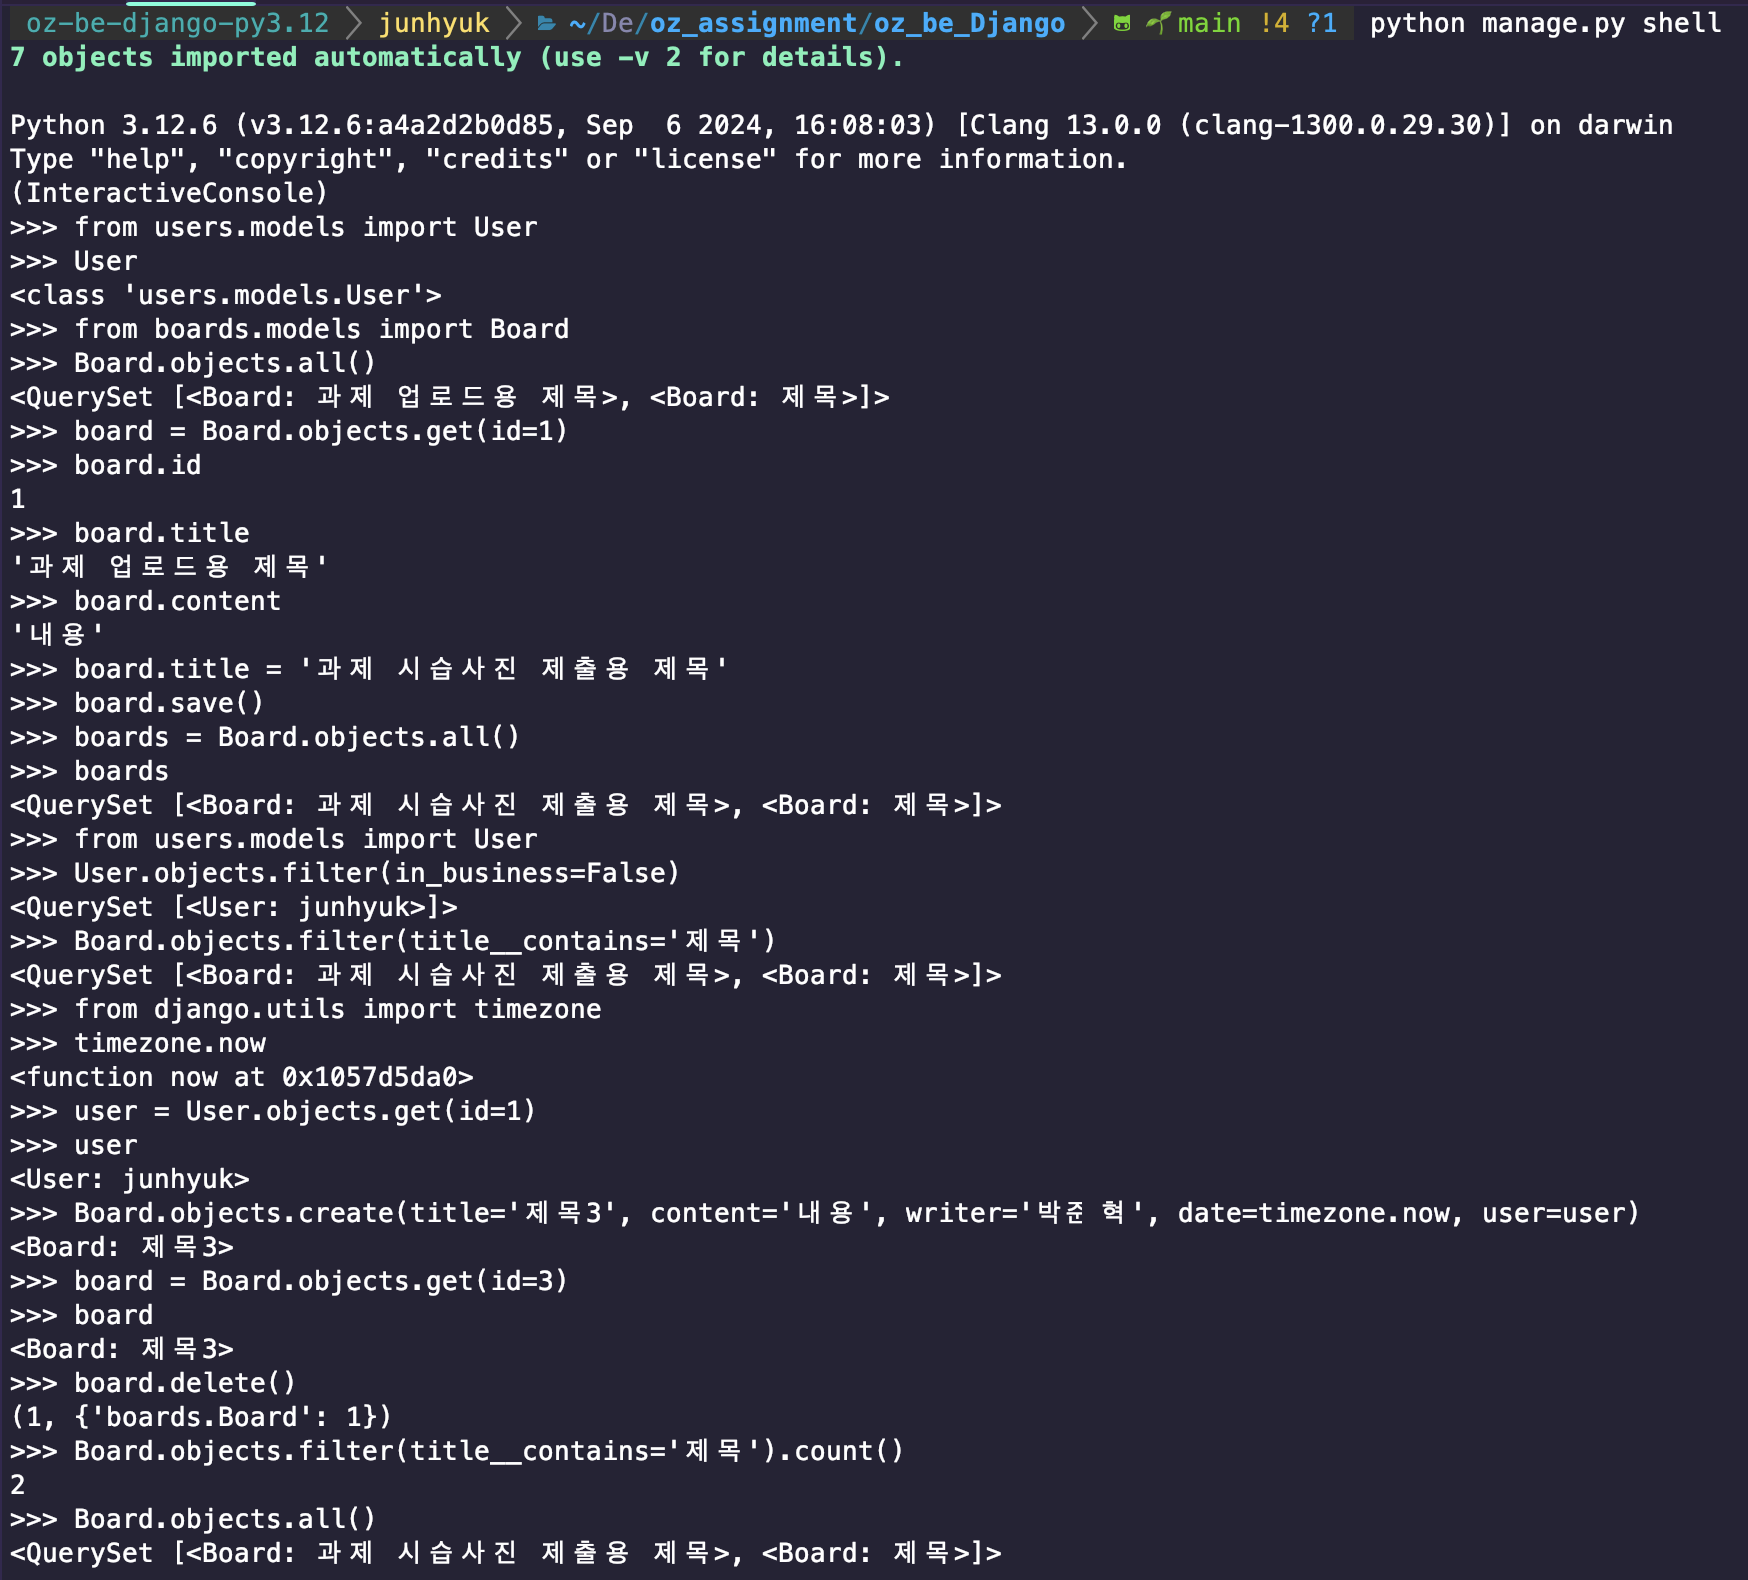 oz-be-django-py3.12 junhyuk ~/De/oz_assignment/oz_be_Django main !4 ?1 python manage.py shell
7 objects imported automatically (use -v 2 for details).
Python 3.12.6 (v3.12.6:a4a2d2b0d85, Sep  6 2024, 16:08:03) [Clang 13.0.0 (clang-1300.0.29.30)] on darwin
Type "help", "copyright", "credits" or "license" for more information.
(InteractiveConsole)
>>> from users.models import User
>>> User
<class 'users.models.User'>
>>> from boards.models import Board
>>> Board.objects.all()
<QuerySet [<Board: 과제 업로드용 제목>, <Board: 제목>]>
>>> board = Board.objects.get(id=1)
>>> board.id
1
>>> board.title
'과제 업로드용 제목'
>>> board.content
'내용'
>>> board.title = '과제 시습사진 제출용 제목'
>>> board.save()
>>> boards = Board.objects.all()
>>> boards
<QuerySet [<Board: 과제 시습사진 제출용 제목>, <Board: 제목>]>
>>> from users.models import User
>>> User.objects.filter(in_business=False)
<QuerySet [<User: junhyuk>]>
>>> Board.objects.filter(title__contains='제목')
<QuerySet [<Board: 과제 시습사진 제출용 제목>, <Board: 제목>]>
>>> from django.utils import timezone
>>> timezone.now
<function now at 0x1057d5da0>
>>> user = User.objects.get(id=1)
>>> user
<User: junhyuk>
>>> Board.objects.create(title='제목3', content='내용', writer='박준혁', date=timezone.now, user=user)
<Board: 제목3>
>>> board = Board.objects.get(id=3)
>>> board
<Board: 제목3>
>>> board.delete()
(1, {'boards.Board': 1})
>>> Board.objects.filter(title__contains='제목').count()
2
>>> Board.objects.all()
<QuerySet [<Board: 과제 시습사진 제출용 제목>, <Board: 제목>]>